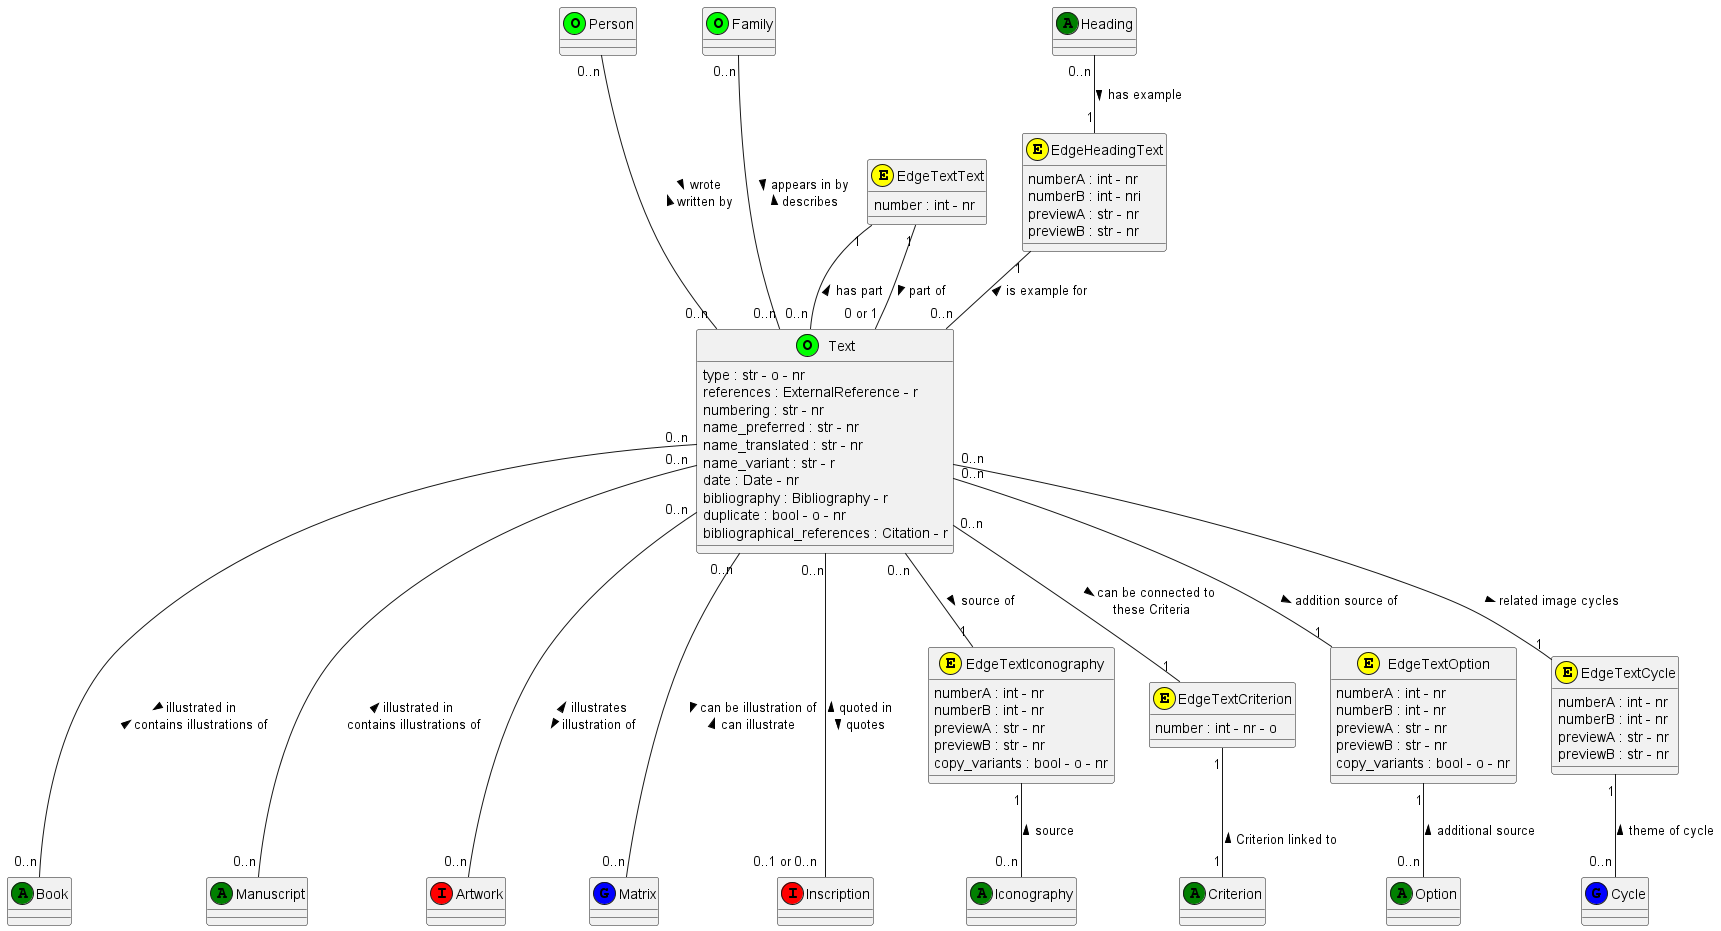 O Person
O Family
A Heading
0..n
0..n
0..n
has example
1
E EdgeHeadingText
numberA : int - nr
numberB : int - nri
previewA : str - nr
previewB : str - nr
E EdgeTextText
number : int - nr
wrote
written by
appears in by
describes
1
1
1
has part
part of
is example for
0..n
0..n
0..n
0 or 1
0..n
O Text
type : str - o - nr
references : ExternalReference - r
numbering : str - nr
name_preferred : str - nr
name_translated : str - nr
name_variant : str - r
date : Date - nr
bibliography : Bibliography - r
duplicate : bool - o - nr
bibliographical_references : Citation - r
0..n
0..n
0..n
0..n
0..n
0..n
0..n
0..n
0..n
source of
can be connected to
these Criteria
addition source of
related image cycles
1
1
1
1
E EdgeTextIconography
numberA : int - nr
numberB : int - nr
previewA : str - nr
previewB : str - nr
copy_variants : bool - o - nr
E EdgeTextCriterion
number : int - nr - o
E EdgeTextOption
numberA : int - nr
numberB : int - nr
previewA : str - nr
previewB : str - nr
copy_variants : bool - o - nr
E EdgeTextCycle
numberA : int - nr
numberB : int - nr
previewA : str - nr
previewB : str - nr
illustrated in
contains illustrations of
illustrated in
contains illustrations of
illustrates
illustration of
can be illustration of
can illustrate
quoted in
quotes
1
1
1
1
source
Criterion linked to
additional source
theme of cycle
0..n
0..n
0..n
0..n
0..1 or 0..n
0..n
1
0..n
0..n
A Book
A Manuscript
I Artwork
G Matrix
I Inscription
A Iconography
A Criterion
A Option
G Cycle